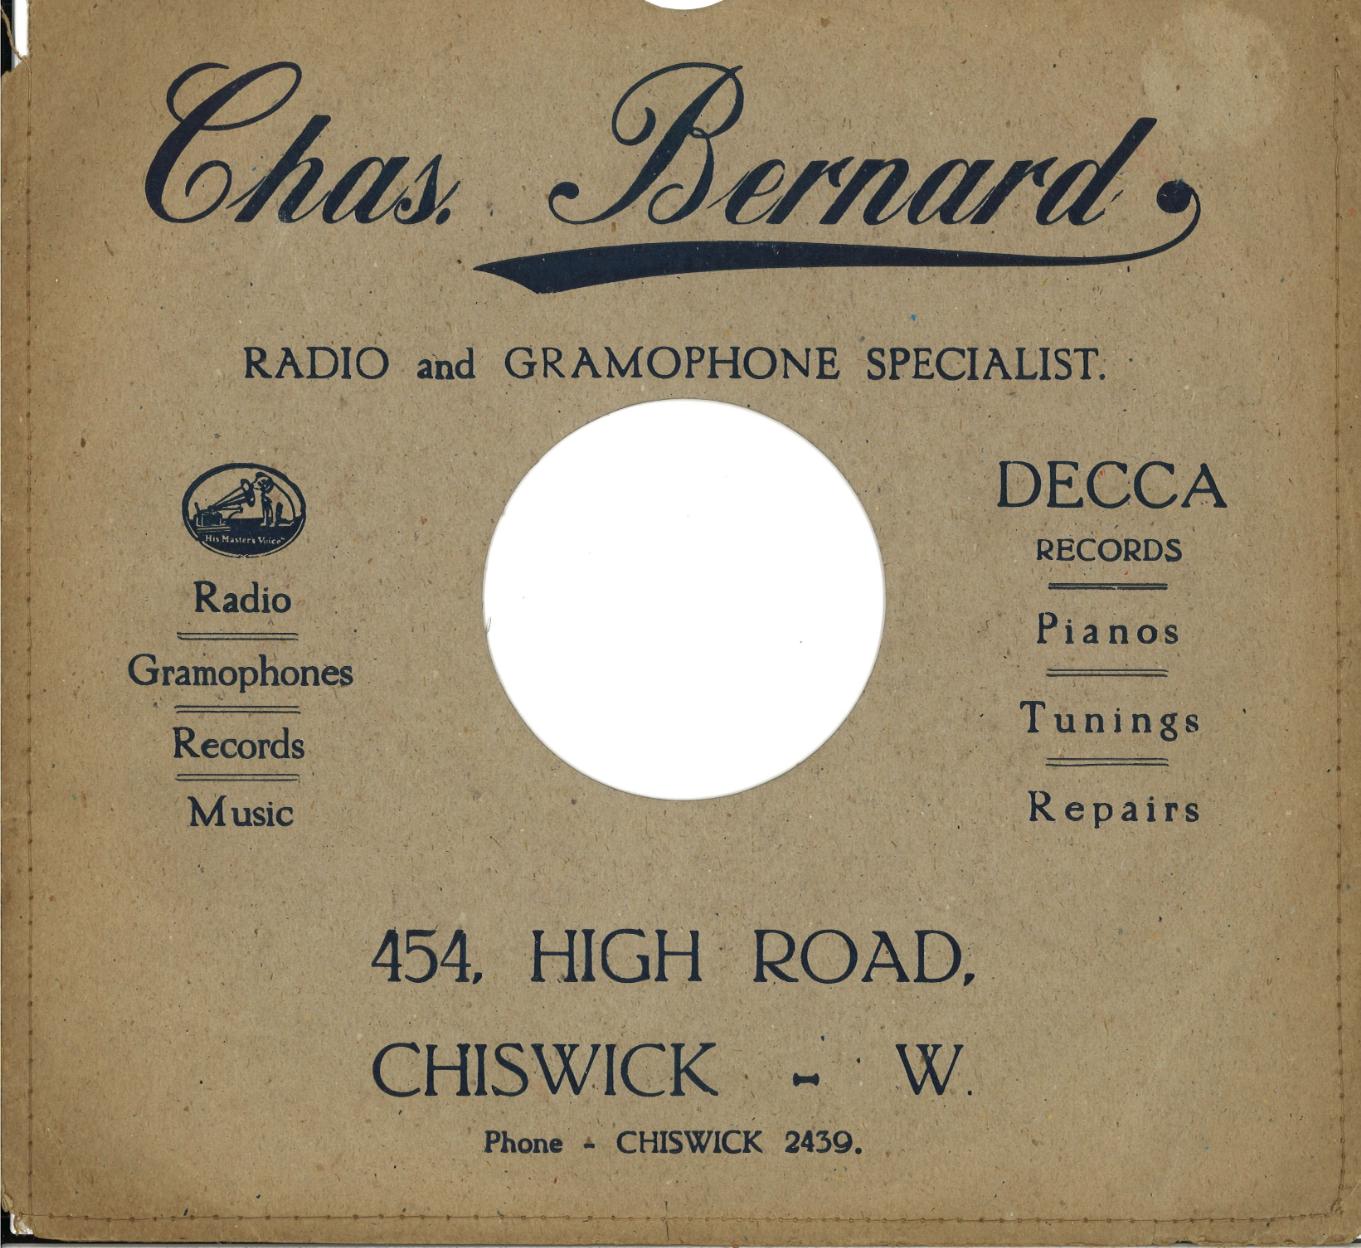 Chas. Bernard
RADIO and GRAMOPHONE SPECIALIST.
"His Master's Voice"
Radio
Gramophones
Records
Music
DECCA
RECORDS
Pianos
Tunings
Repairs
454, HIGH ROAD,
CHISWICK - W.
Phone - CHISWICK 2439.